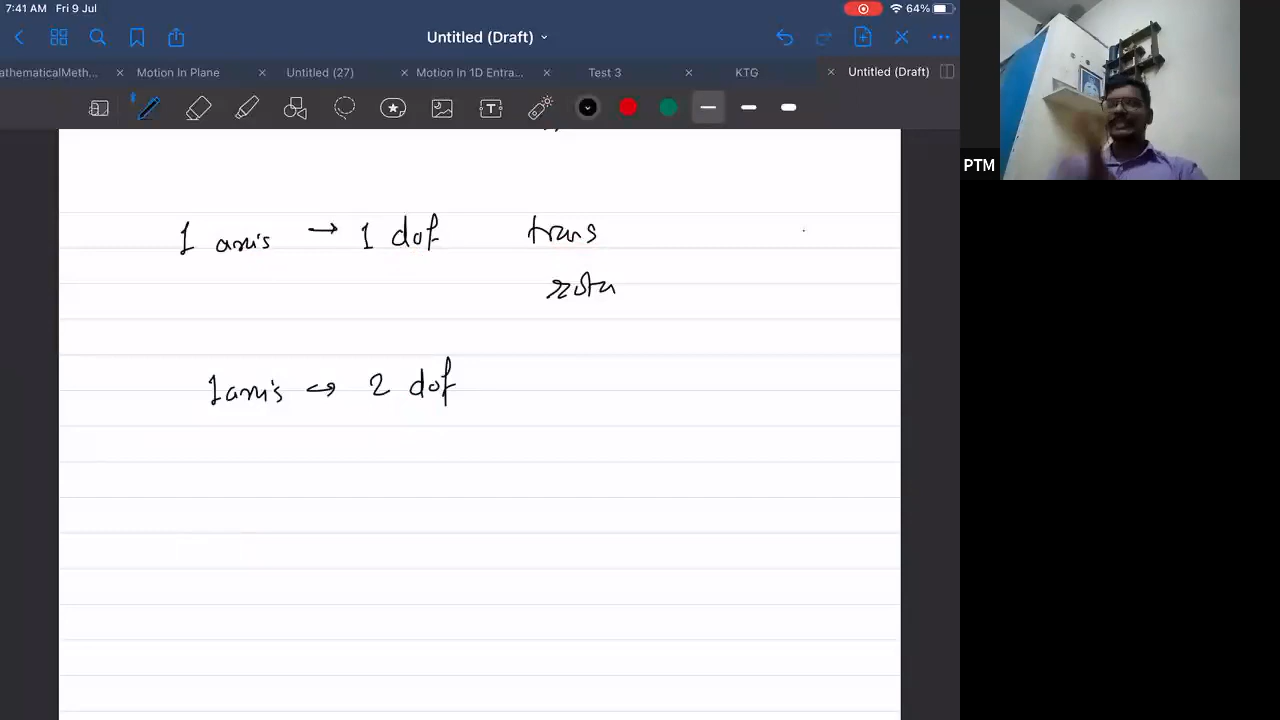 7:41 AM Fri 9 Jul 64%
Untitled (Draft)
athematicalMeth... Motion In Plane Untitled (27) Motion In 1D Entra... Test 3 KTG Untitled (Draft)
PTM
1 axis → 1 dof trans
rota
1 axis ↔ 2 dof